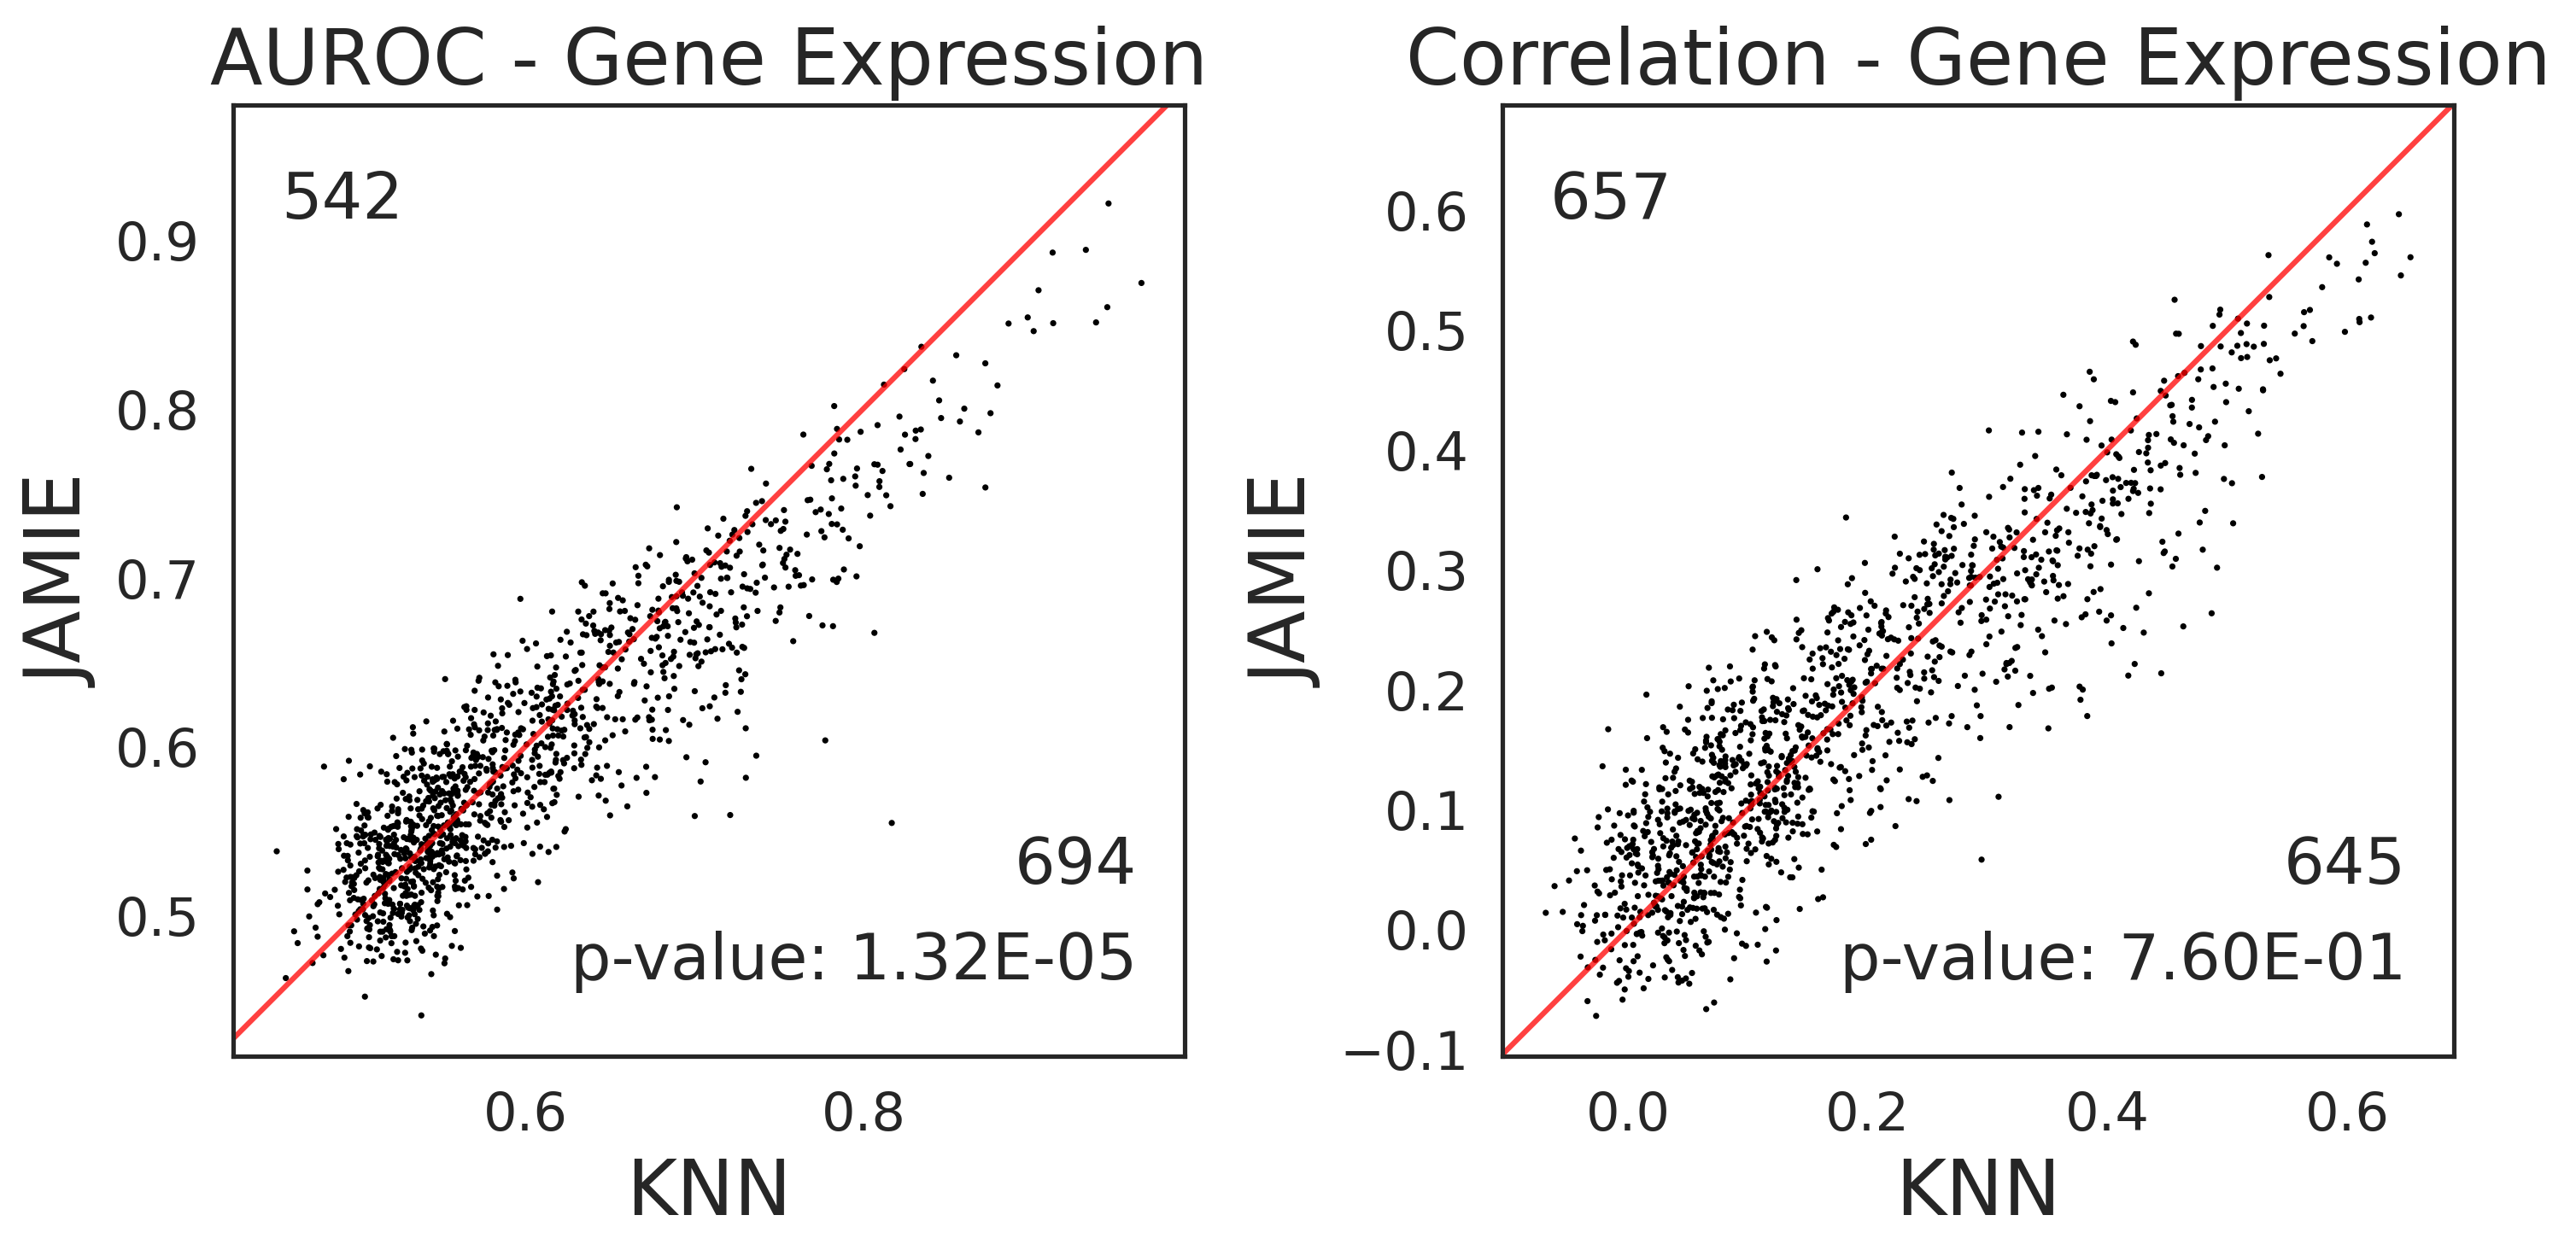 AUROC - Gene Expression
542
0.9
0.8
0.7
0.6
0.5
JAMIE
694
p-value: 1.32E-05
0.6 0.8
KNN
Correlation - Gene Expression
657
0.6
0.5
0.4
0.3
0.2
0.1
0.0
−0.1
JAMIE
645
p-value: 7.60E-01
0.0 0.2 0.4 0.6
KNN